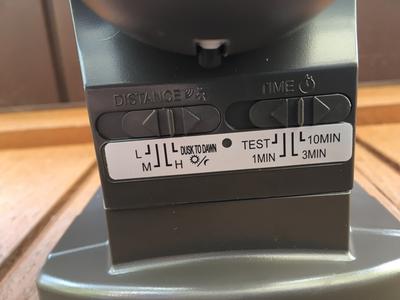 DISTANCE TIME
L DUSK TO DAWN TEST 10MIN
M H 1MIN 3MIN